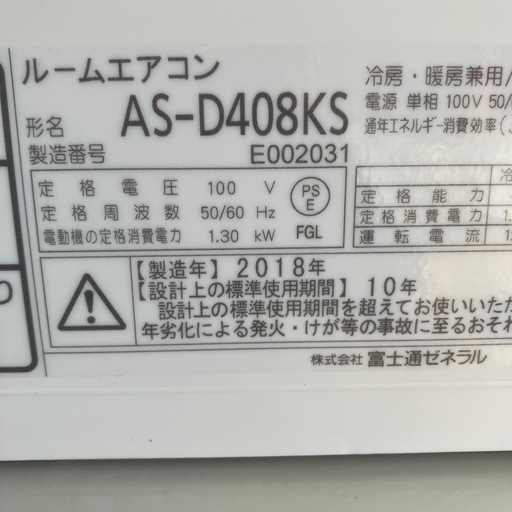 ルームエアコン
冷房・暖房兼用/
形名 AS-D408KS
電源 単相 100V 50/
通年エネルギー消費効率(J
製造番号 E002031
定格電圧 100 V
定格周波数 50/60 Hz
電動機の定格消費電力 1.30 kW
PS
E
FGL
冷
定格能力
定格消費電力 1.
運転電流 1
【製造年】2018年
【設計上の標準使用期間】10年
設計上の標準使用期間を超えてお使いいただ
年劣化による発火・けが等の事故に至るおそれ
株式会社 富士通ゼネラル